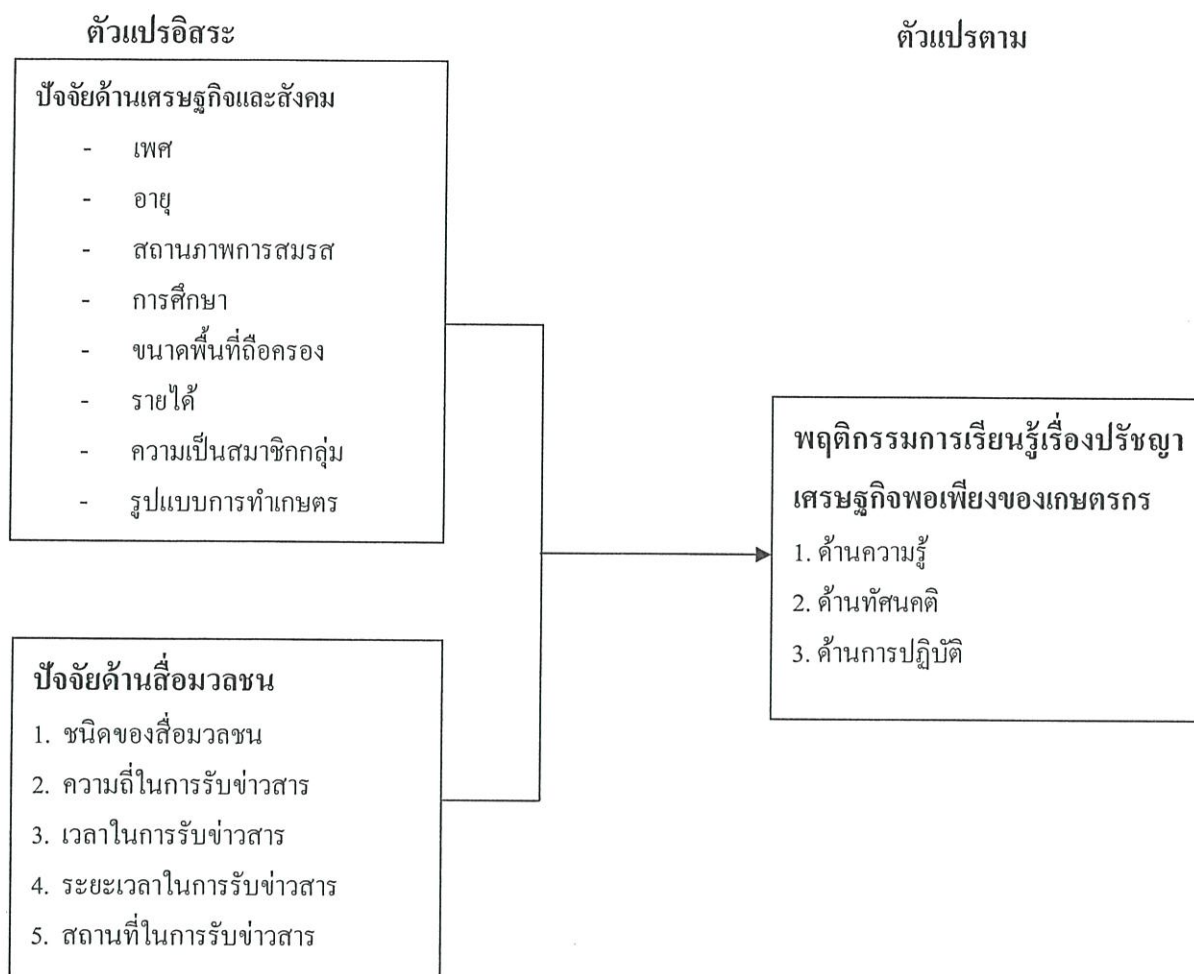 ตัวแปรอิสระ
ตัวแปรตาม
ปัจจัยด้านเศรษฐกิจและสังคม
- เพศ
- อายุ
- สถานภาพการสมรส
- การศึกษา
- ขนาดพื้นที่ถือครอง
- รายได้
- ความเป็นสมาชิกกลุ่ม
- รูปแบบการทำเกษตร
ปัจจัยด้านสื่อมวลชน
1. ชนิดของสื่อมวลชน
2. ความถี่ในการรับข่าวสาร
3. เวลาในการรับข่าวสาร
4. ระยะเวลาในการรับข่าวสาร
5. สถานที่ในการรับข่าวสาร
พฤติกรรมการเรียนรู้เรื่องปรัชญา
เศรษฐกิจพอเพียงของเกษตรกร
1. ด้านความรู้
2. ด้านทัศนคติ
3. ด้านการปฏิบัติ